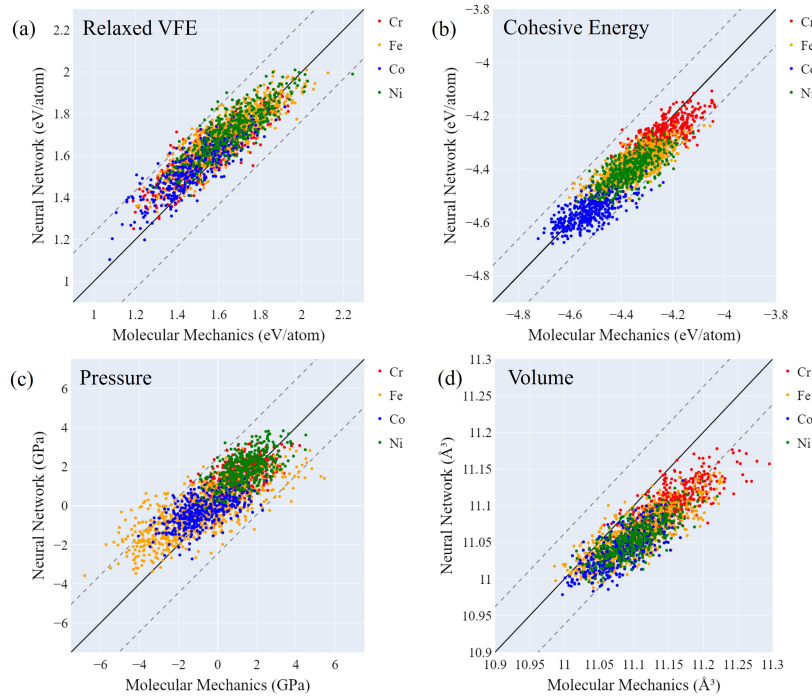 (a) Relaxed VFE
2.2
2
1.8
1.6
1.4
1.2
1
Neural Network (eV/atom)
1 1.2 1.4 1.6 1.8 2 2.2
Molecular Mechanics (eV/atom)
Cr
Fe
Co
Ni
(b) Cohesive Energy
−3.8
−4
−4.2
−4.4
−4.6
−4.8
Neural Network (eV/atom)
−4.8 −4.6 −4.4 −4.2 −4 −3.8
Molecular Mechanics (eV/atom)
Cr
Fe
Co
Ni
(c) Pressure
6
4
2
0
−2
−4
−6
Neural Network (GPa)
−6 −4 −2 0 2 4 6
Molecular Mechanics (GPa)
Cr
Fe
Co
Ni
(d) Volume
11.3
11.25
11.2
11.15
11.1
11.05
11
10.95
10.9
Neural Network (Å³)
10.9 10.95 11 11.05 11.1 11.15 11.2 11.25 11.3
Molecular Mechanics (Å³)
Cr
Fe
Co
Ni